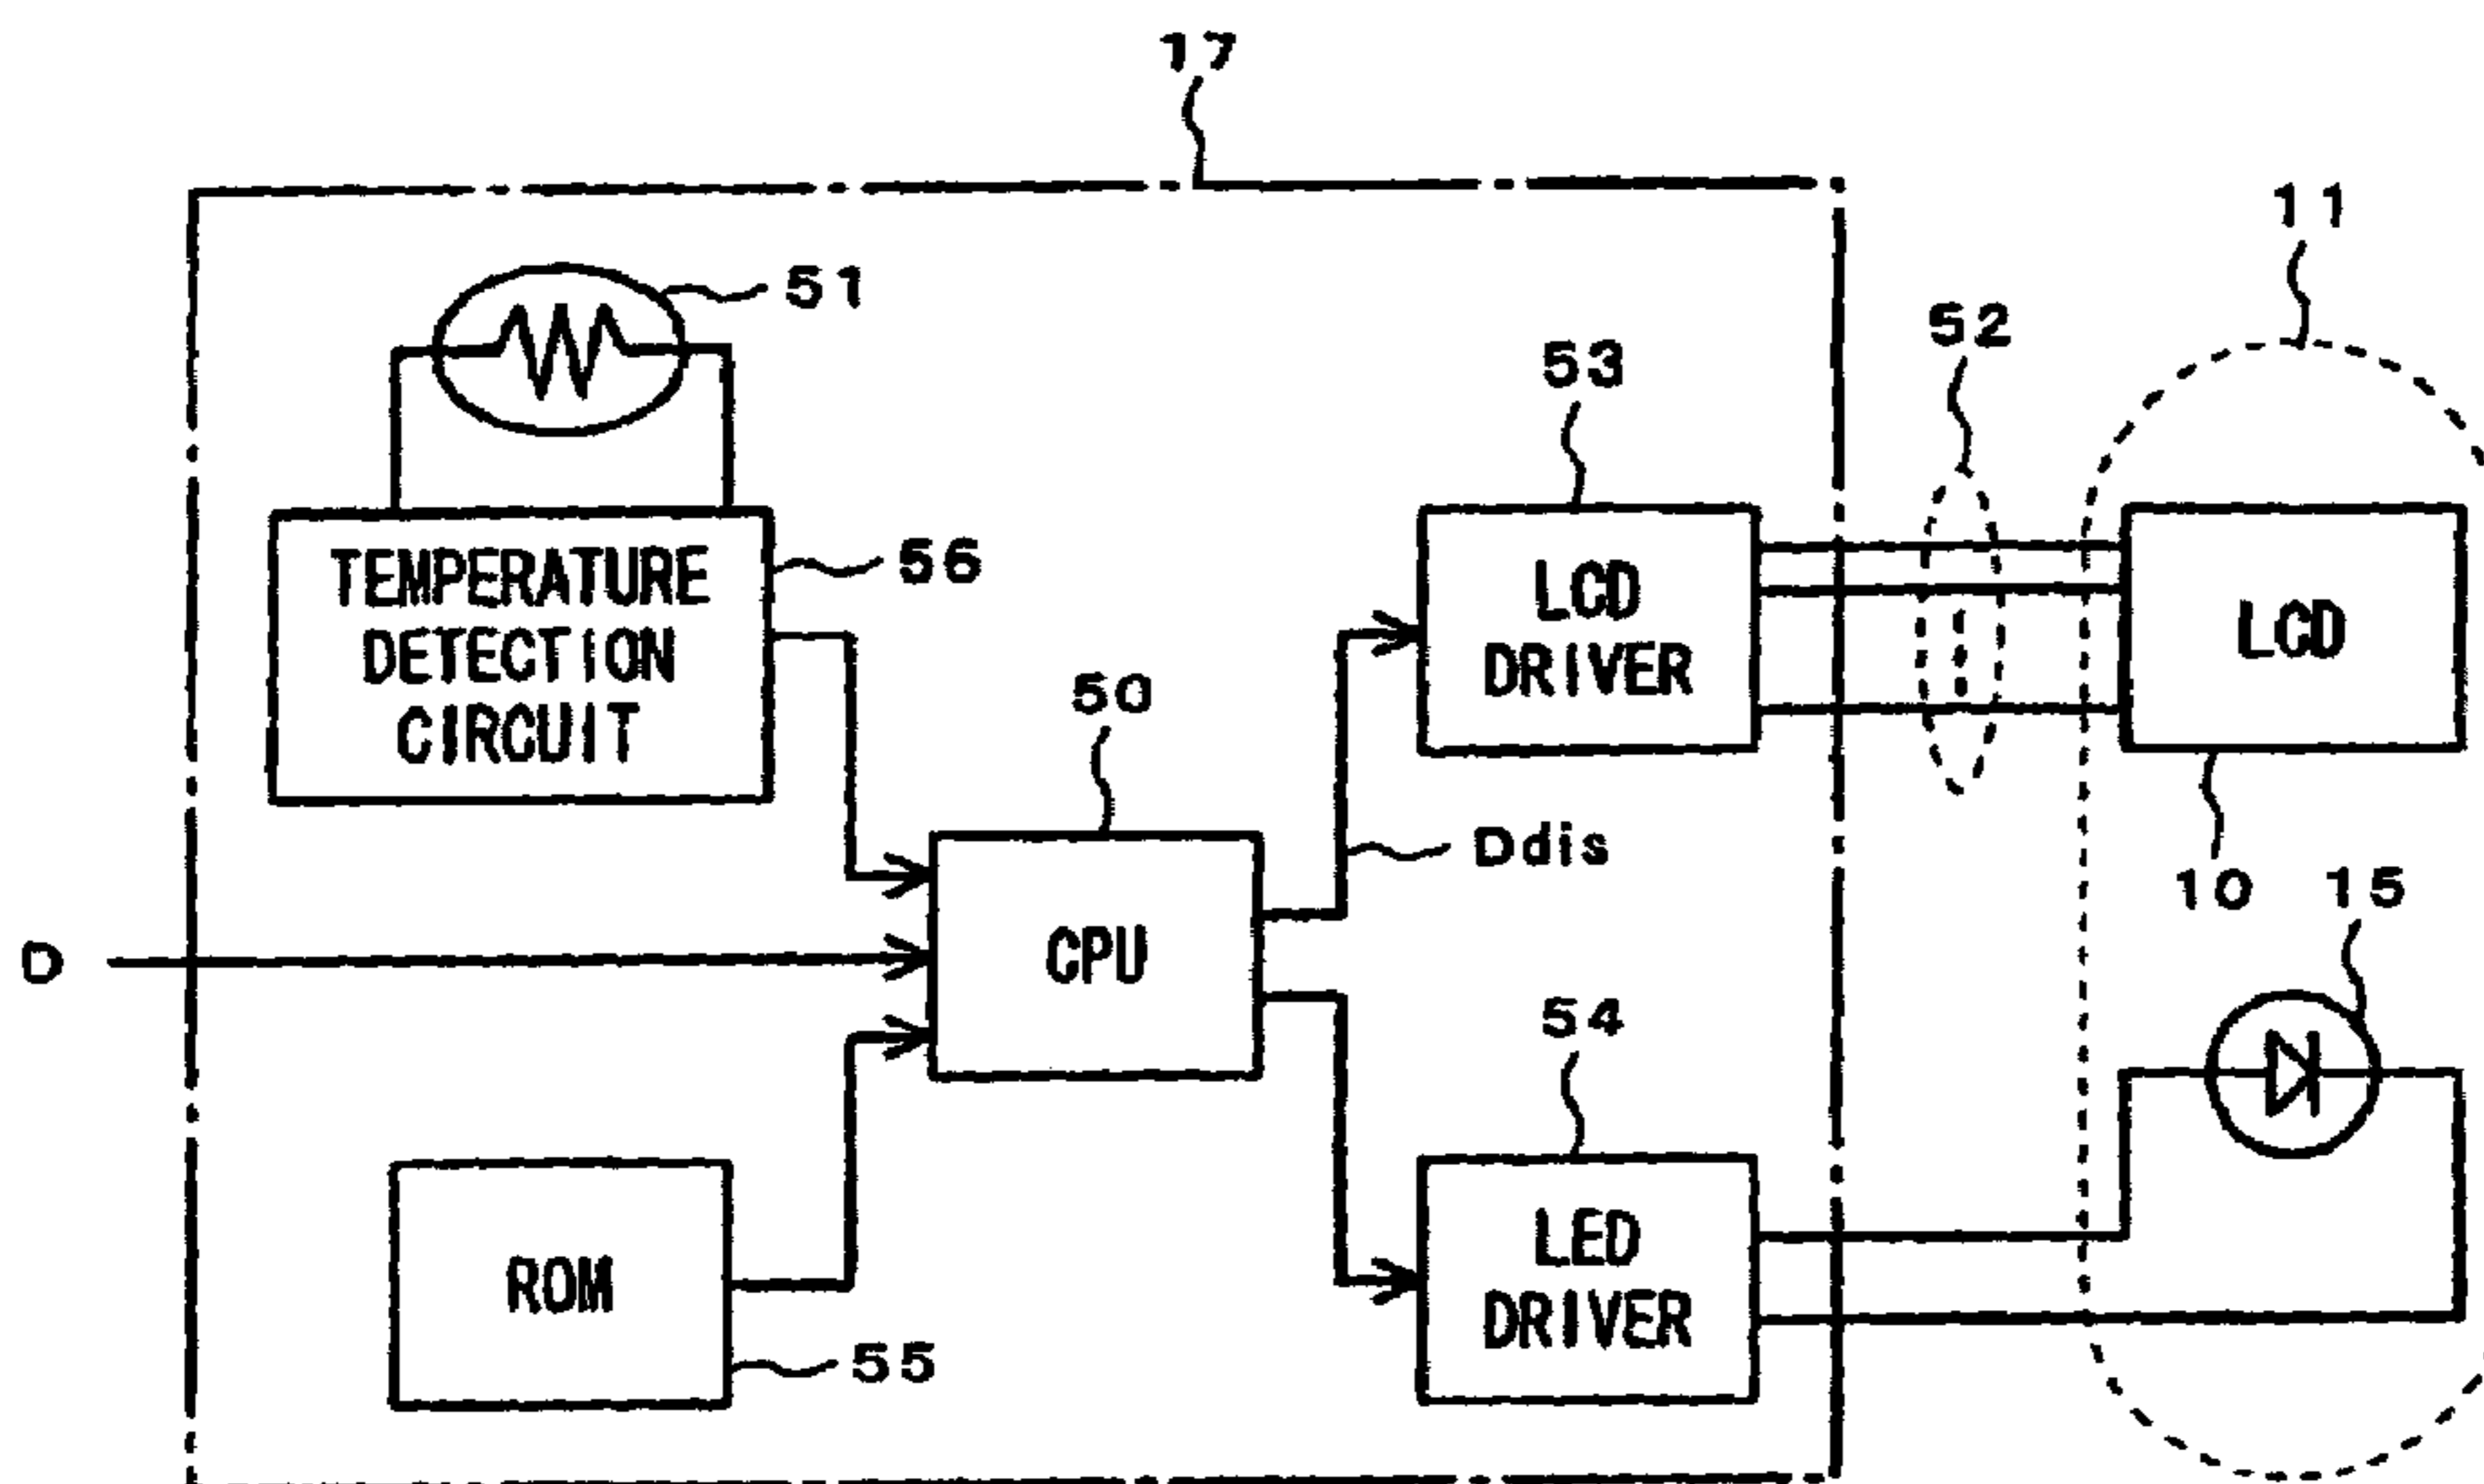 17
11
51
52
53
56
TEMPERATURE
DETECTION
CIRCUIT
LCD
DRIVER
LCD
50
Ddis
10
15
D
CPU
54
ROM
LED
DRIVER
55